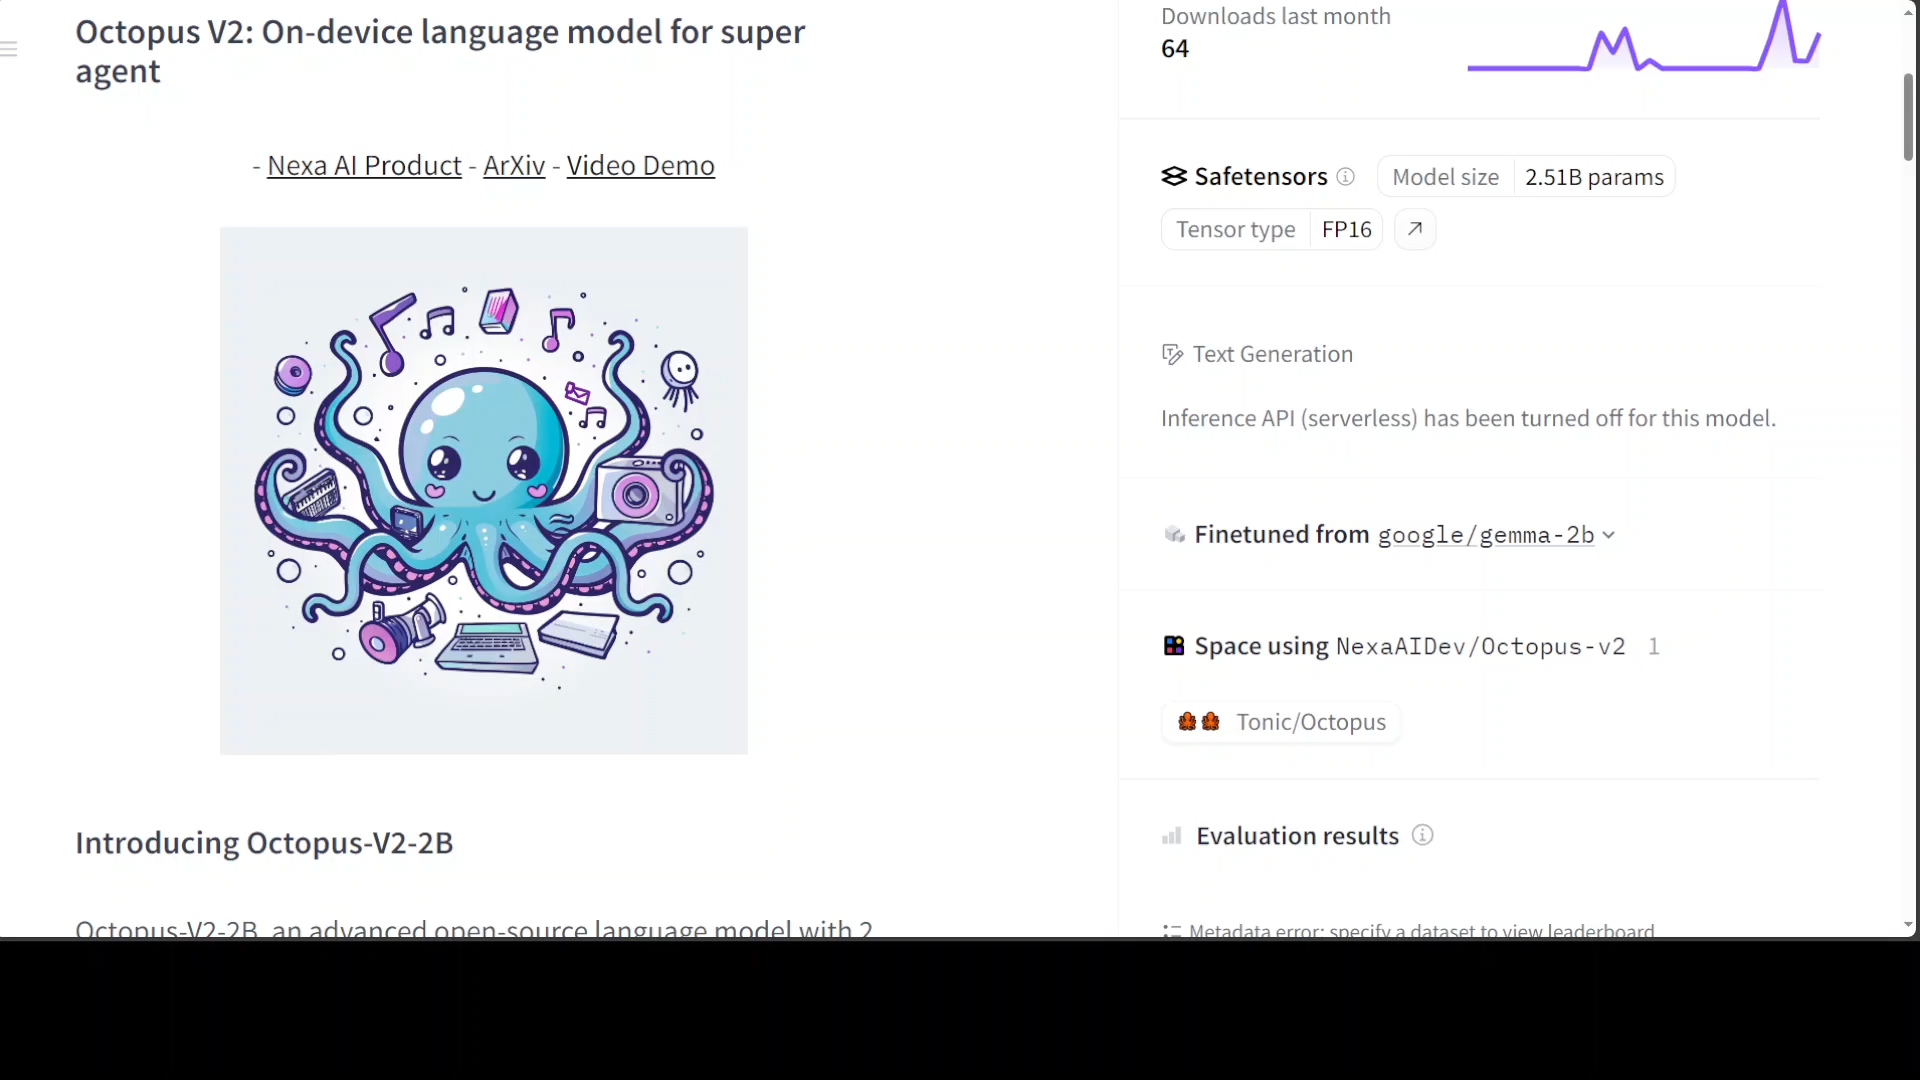 Octopus V2: On-device language model for super
agent
- Nexa AI Product - ArXiv - Video Demo
Introducing Octopus-V2-2B
Octopus-V2-2B, an advanced open-source language model with 2
Downloads last month
64
Safetensors
Model size 2.51B params
Tensor type FP16
Text Generation
Inference API (serverless) has been turned off for this model.
Finetuned from google/gemma-2b
Space using NexaAIDev/Octopus-v2 1
Tonic/Octopus
Evaluation results
Metadata error: specify a dataset to view leaderboard